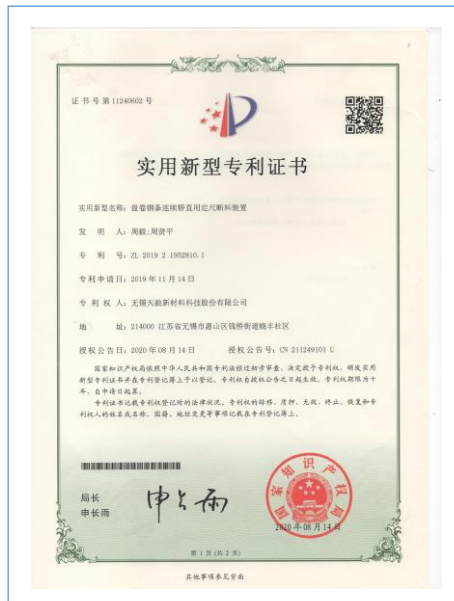 证书号第11240602号
实用新型专利证书
实用新型名称：盘卷铜条连续矫直用定尺断料装置
发明人：周毅;周贤平
专利号：ZL 2019 2 1962810.1
专利申请日：2019年11月14日
专利权人：无锡天驰新材料科技股份有限公司
地址：214000 江苏省无锡市惠山区钱桥街道晓丰社区
授权公告日：2020年08月14日 授权公告号：CN 211249101 U
国家知识产权局依照中华人民共和国专利法经过初步审查，决定授予专利权，颁发实用
新型专利证书并在专利登记簿上予以登记。专利权自授权公告之日起生效。专利权期限为十
年，自申请日起算。
专利证书记载专利权登记时的法律状况。专利权的转移、质押、无效、终止、恢复和专
利权人的姓名或名称、国籍、地址变更等事项记载在专利登记簿上。
局长
申长雨
申长雨
国家知识产权局
2020年08月14日
第1页(共2页)
其他事项参见背面